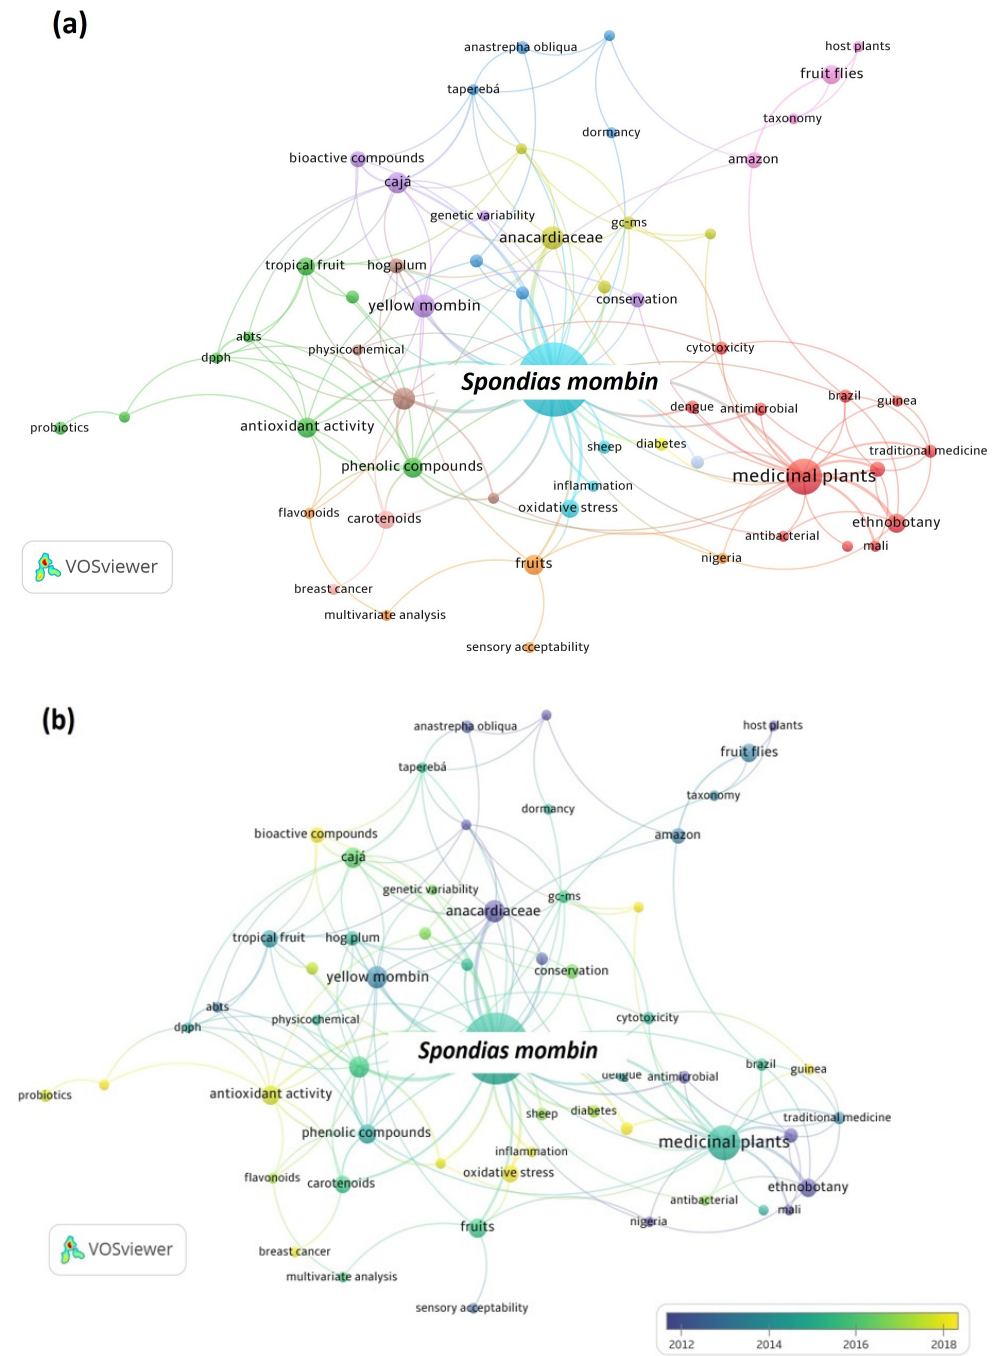 (a)
anastrepha obliqua
host plants
fruit flies
taperebá
taxonomy
dormancy
bioactive compounds
amazon
cajá
genetic variability
gc-ms
anacardiaceae
tropical fruit
hog plum
yellow mombin
conservation
abts
physicochemical
cytotoxicity
dpph
Spondias mombin
brazil
guinea
dengue
antimicrobial
probiotics
antioxidant activity
sheep
diabetes
traditional medicine
phenolic compounds
medicinal plants
inflammation
flavonoids
carotenoids
oxidative stress
ethnobotany
antibacterial
mali
VOSviewer
fruits
nigeria
breast cancer
multivariate analysis
sensory acceptability
(b)
anastrepha obliqua
host plants
fruit flies
taperebá
taxonomy
dormancy
bioactive compounds
amazon
cajá
genetic variability
gc-ms
anacardiaceae
tropical fruit
hog plum
yellow mombin
conservation
abts
physicochemical
cytotoxicity
dpph
Spondias mombin
brazil
guinea
dengue
antimicrobial
probiotics
antioxidant activity
sheep
diabetes
traditional medicine
phenolic compounds
medicinal plants
inflammation
flavonoids
carotenoids
oxidative stress
ethnobotany
antibacterial
mali
fruits
nigeria
VOSviewer
breast cancer
multivariate analysis
sensory acceptability
2012
2014
2016
2018